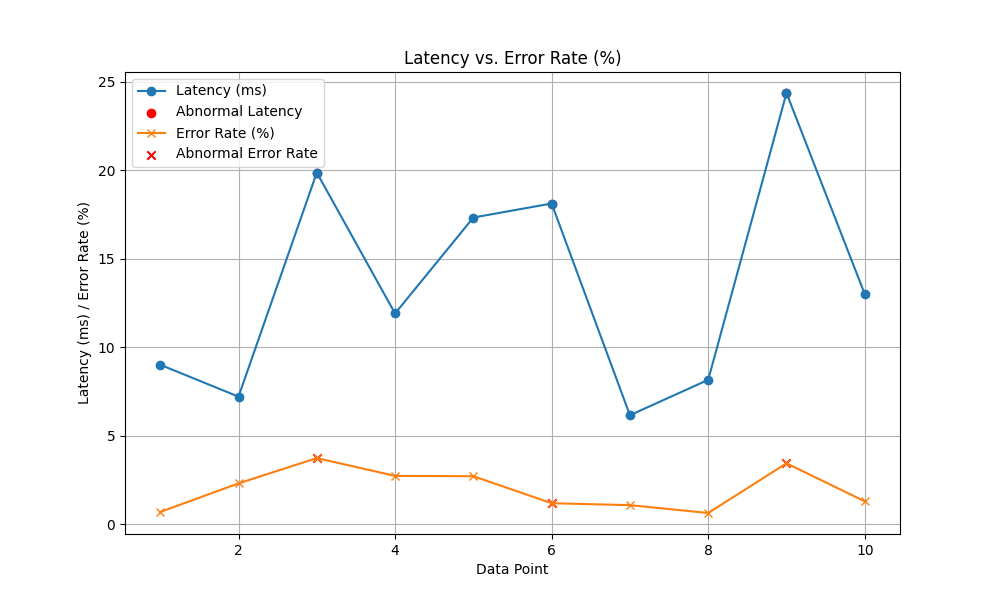 Latency vs. Error Rate (%)
Latency (ms)
Abnormal Latency
Error Rate (%)
Abnormal Error Rate
25
20
15
10
5
0
Latency (ms) / Error Rate (%)
2
4
6
8
10
Data Point